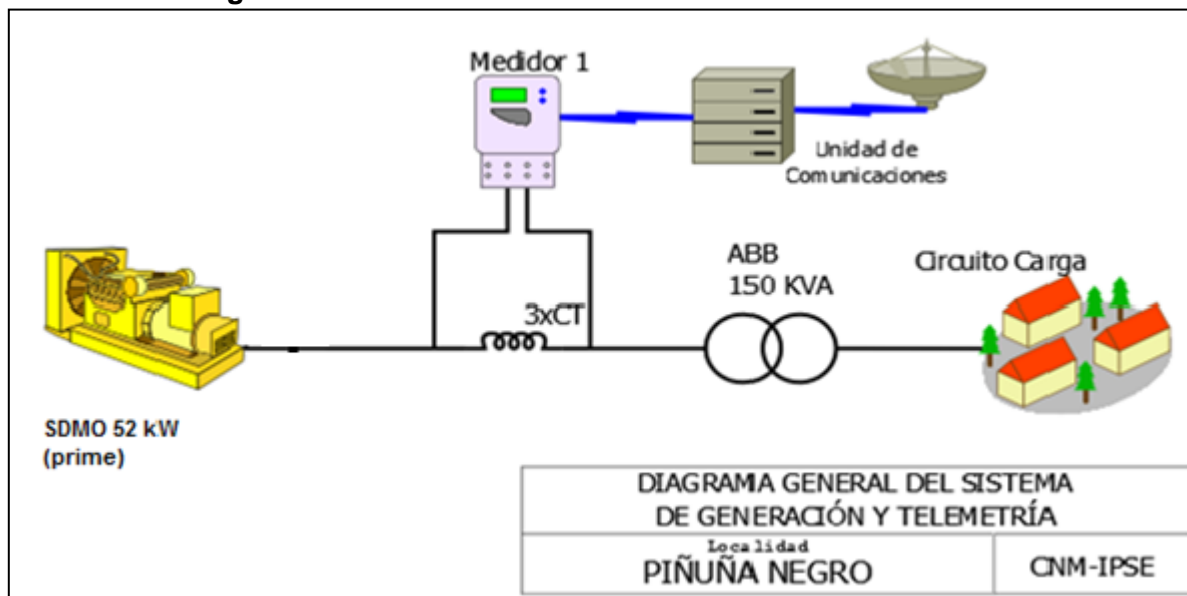 Medidor 1
Unidad de
Comunicaciones
ABB
150 KVA
Circuito Carga
3xCT
SDMO 52 kW
(prime)
DIAGRAMA GENERAL DEL SISTEMA
DE GENERACIÓN Y TELEMETRÍA
Localidad
PIÑUÑA NEGRO
CNM-IPSE